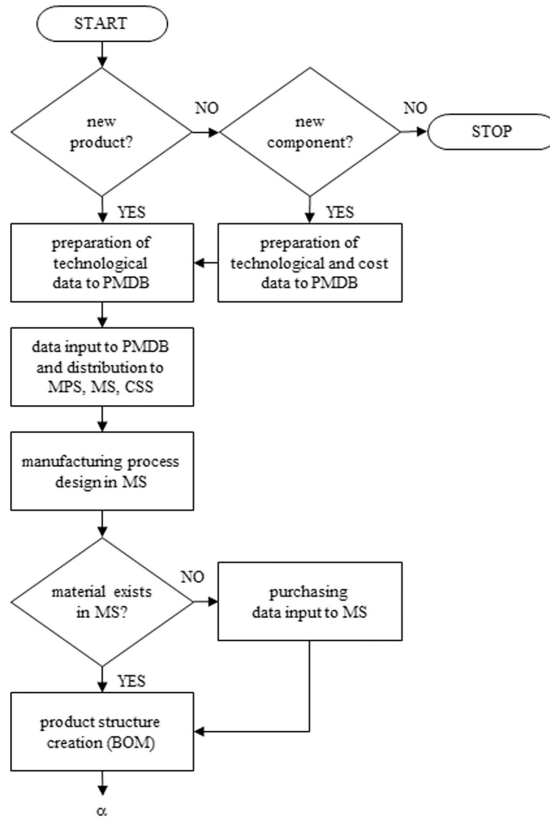 START
new
product?
NO
new
component?
NO
STOP
YES
YES
preparation of
technological
data to PMDB
preparation of
technological and cost
data to PMDB
data input to PMDB
and distribution to
MPS, MS, CSS
manufacturing process
design in MS
material exists
in MS?
NO
purchasing
data input to MS
YES
product structure
creation (BOM)
α